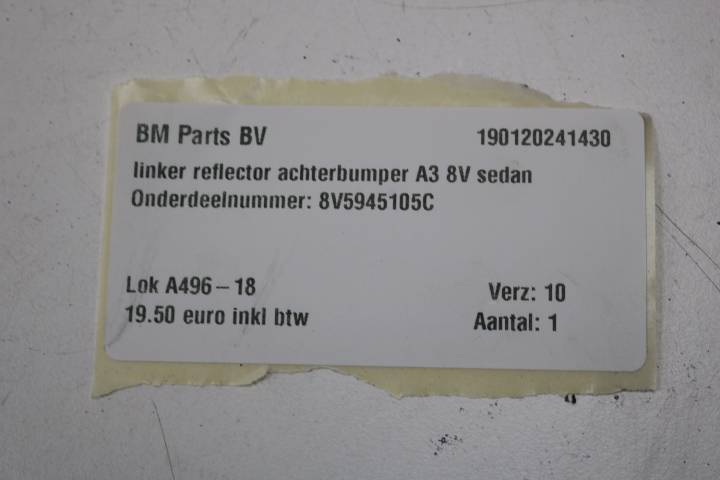 BM Parts BV 190120241430
linker reflector achterbumper A3 8V sedan
Onderdeelnummer: 8V5945105C
Lok A496-18 Verz: 10
19.50 euro inkl btw Aantal: 1